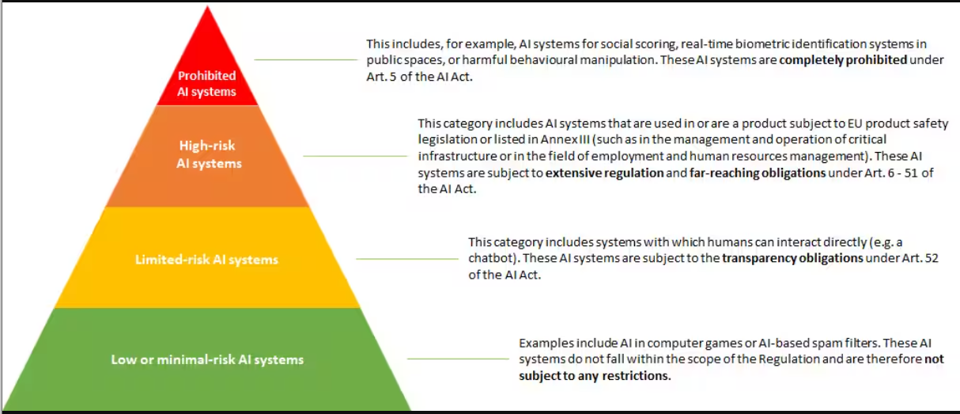 This includes, for example, AI systems for social scoring, real-time biometric identification systems in
public spaces, or harmful behavioural manipulation. These AI systems are completely prohibited under
Art. 5 of the AI Act.
Prohibited
AI systems
This category includes AI systems that are used in or are a product subject to EU product safety
legislation or listed in Annex III (such as in the management and operation of critical
infrastructure or in the field of employment and human resources management). These AI
systems are subject to extensive regulation and far-reaching obligations under Art. 6 - 51 of
the AI Act.
High-risk
AI systems
This category includes systems with which humans can interact directly (e.g. a
chatbot). These AI systems are subject to the transparency obligations under Art. 52
of the AI Act.
Limited-risk AI systems
Examples include AI in computer games or AI-based spam filters. These AI
systems do not fall within the scope of the Regulation and are therefore not
subject to any restrictions.
Low or minimal-risk AI systems